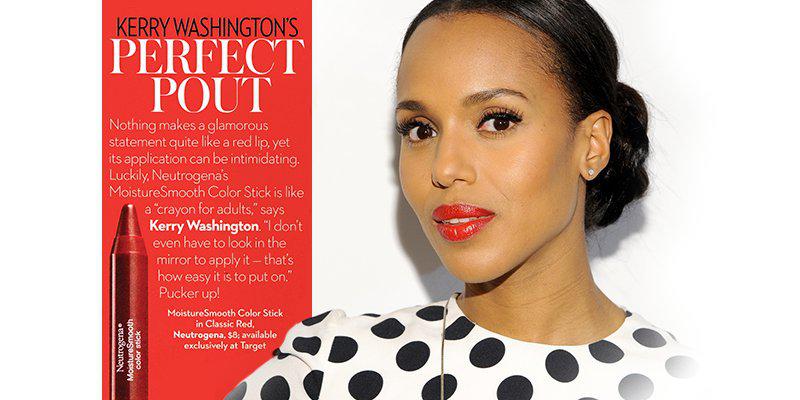 KERRY WASHINGTON'S
PERFECT
POUT
Nothing makes a glamorous
statement quite like a red lip, yet
its application can be intimidating.
Luckily, Neutrogena's
MoistureSmooth Color Stick is like
a "crayon for adults," says
Kerry Washington. "I don't
even have to look in the
mirror to apply it — that's
how easy it is to put on."
Pucker up!
MoistureSmooth Color Stick
in Classic Red,
Neutrogena, $8; available
exclusively at Target
Neutrogena®
MoistureSmooth
color stick